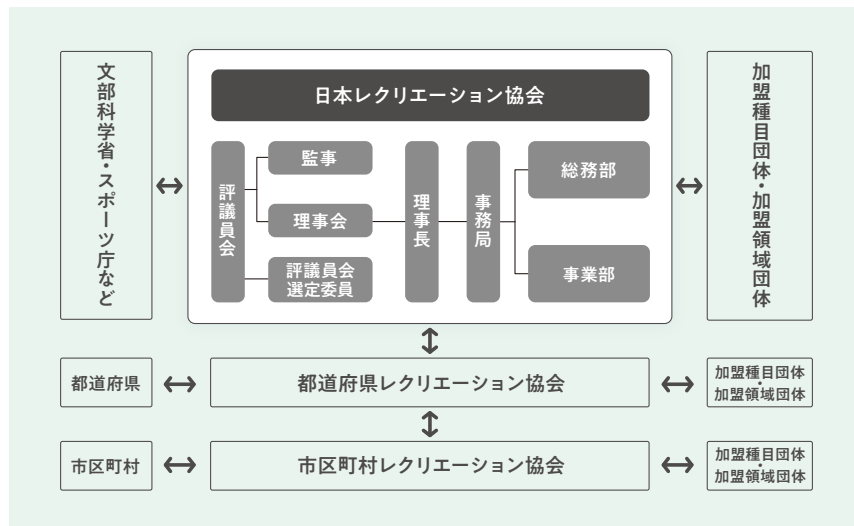 文部科学省・スポーツ庁など
日本レクリエーション協会
評議員会
監事
理事会
評議員会
選定委員
理事長
事務局
総務部
事業部
加盟種目団体・加盟領域団体
都道府県
都道府県レクリエーション協会
加盟種目団体
・
加盟領域団体
市区町村
市区町村レクリエーション協会
加盟種目団体
・
加盟領域団体